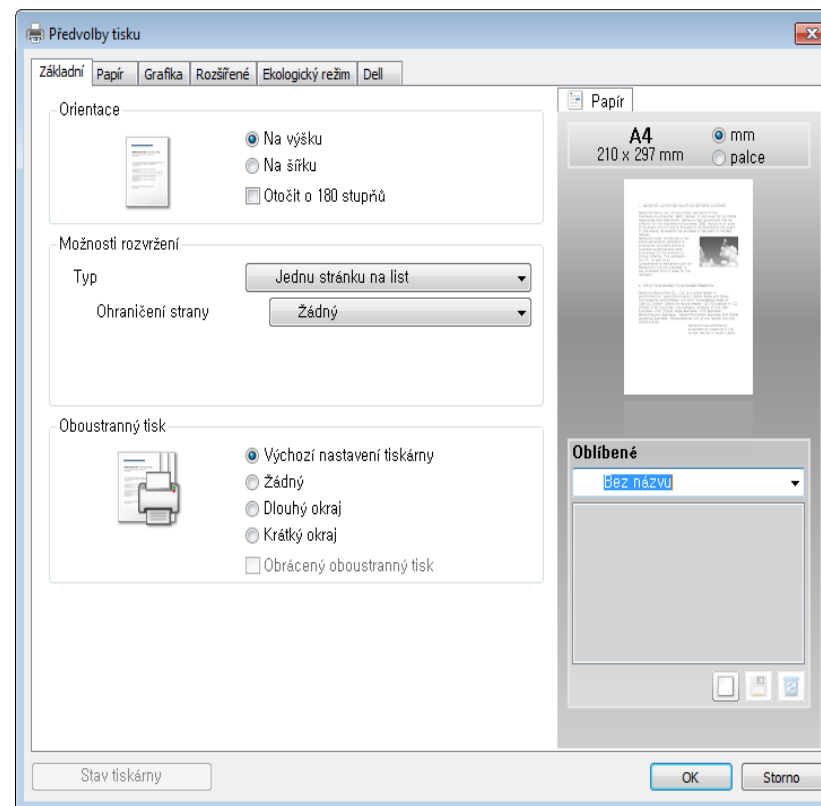 Předvolby tisku
Základní Papír Grafika Rozšířené Ekologický režim Dell
Orientace
Na výšku
Na šířku
Otočit o 180 stupňů
Možnosti rozvržení
Typ Jednu stránku na list
Ohraničení strany Žádný
Oboustranný tisk
Výchozí nastavení tiskárny
Žádný
Dlouhý okraj
Krátký okraj
Obrácený oboustranný tisk
Papír
A4 mm
210 x 297 mm palce
Oblíbené
Bez názvu
Stav tiskárny OK Storno